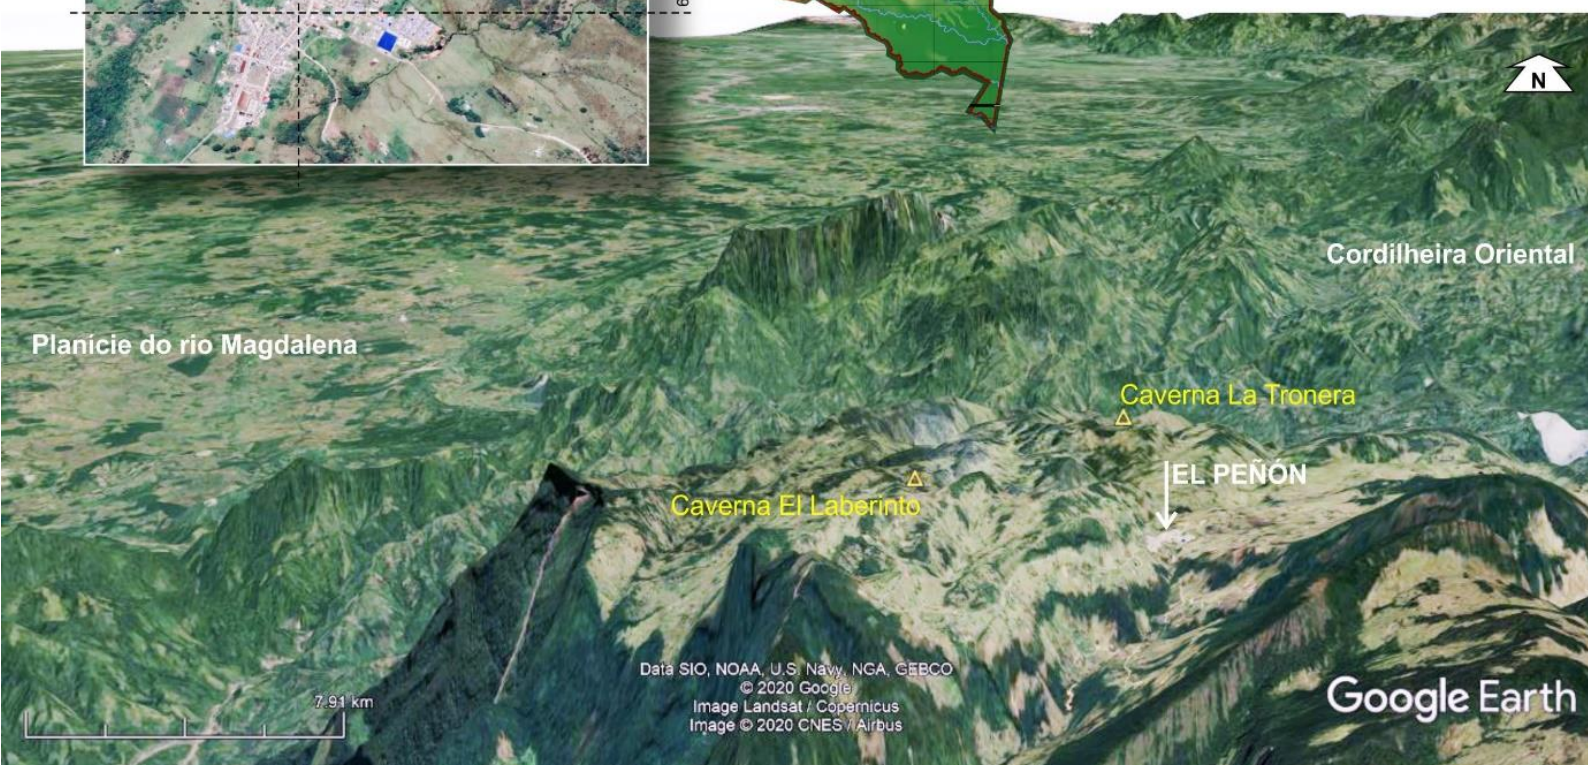 N
Cordilheira Oriental
Planície do rio Magdalena
Caverna La Tronera
EL PEÑÓN
Caverna El Laberinto
Data SIO, NOAA, U.S. Navy, NGA, GEBCO
© 2020 Google
Image Landsat / Copernicus
Image © 2020 CNES / Airbus
7.91 km
Google Earth